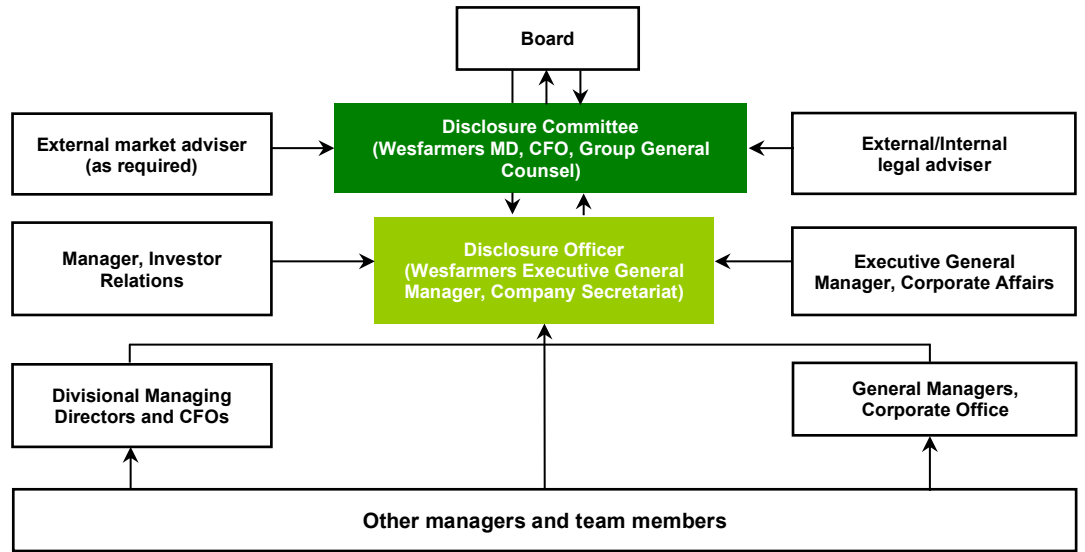 Board
External market adviser
(as required)
Disclosure Committee
(Wesfarmers MD, CFO, Group General
Counsel)
External/Internal
legal adviser
Manager, Investor
Relations
Disclosure Officer
(Wesfarmers Executive General
Manager, Company Secretariat)
Executive General
Manager, Corporate Affairs
Divisional Managing
Directors and CFOs
General Managers,
Corporate Office
Other managers and team members